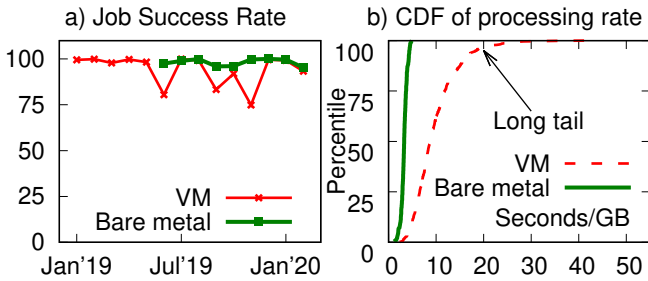 a) Job Success Rate
100
75
50
25
0
VM
Bare metal
Jan'19
Jul'19
Jan'20
b) CDF of processing rate
100
75
50
25
0
Percentile
Long tail
VM
Bare metal
Seconds/GB
0
10
20
30
40
50